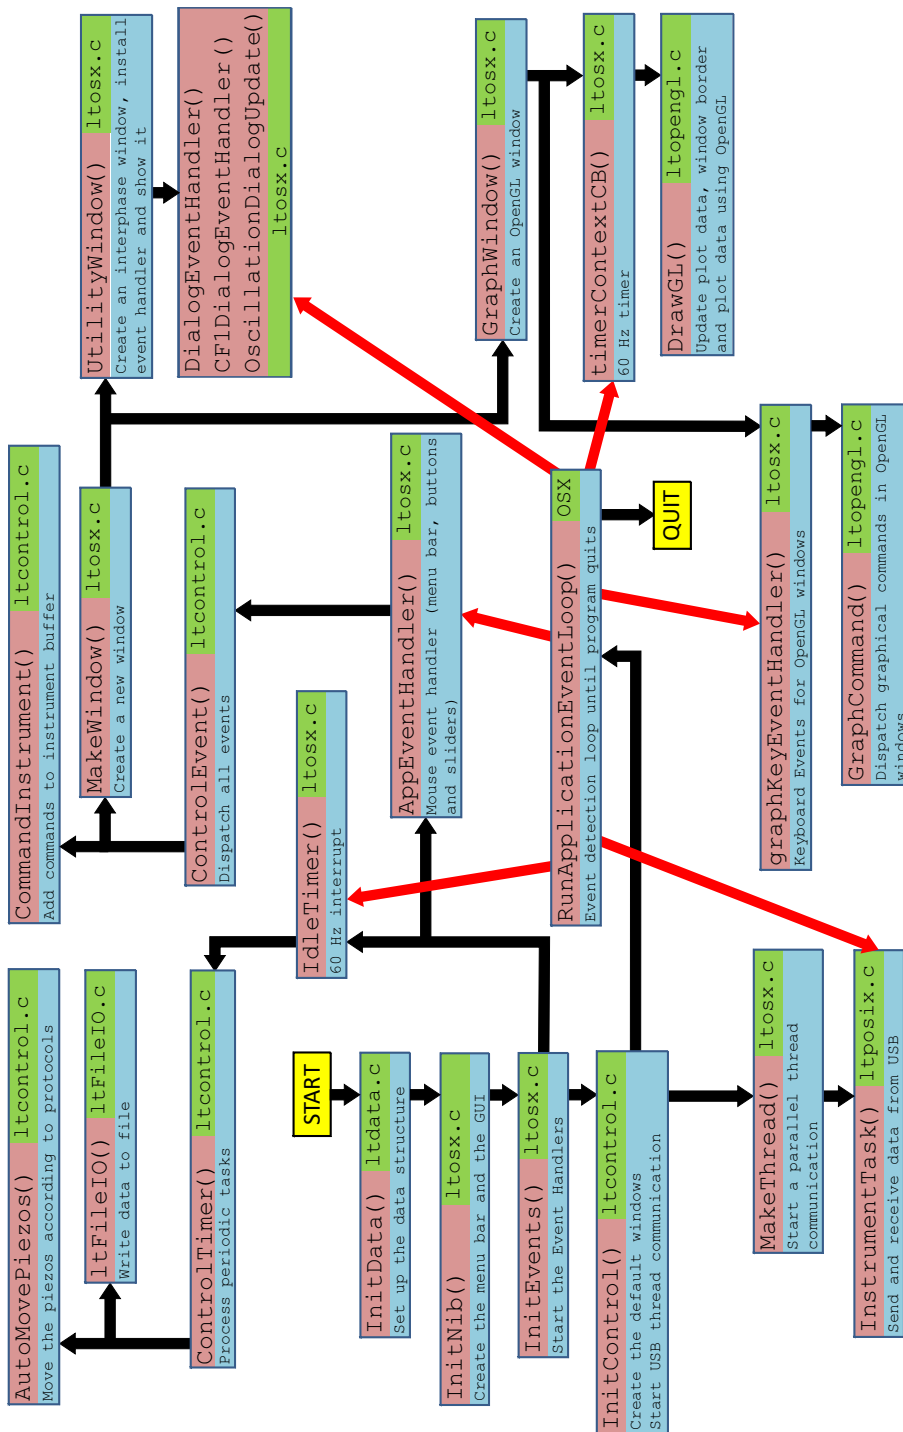 AutoMovePiezos() ltcontrol.c
Move the piezos according to protocols
ltFileIO() ltFileIO.c
Write data to file
ControlTimer() ltcontrol.c
Process periodic tasks
START
InitData() ltdata.c
Set up the data structure
InitNib() ltosx.c
Create the menu bar and the GUI
InitEvents() ltosx.c
Start the Event Handlers
InitControl() ltcontrol.c
Create the default windows
Start USB thread communication
MakeThread() ltosx.c
Start a parallel thread
communication
InstrumentTask() ltposix.c
Send and receive data from USB
CommandInstrument() ltcontrol.c
Add commands to instrument buffer
MakeWindow() ltosx.c
Create a new window
ControlEvent() ltcontrol.c
Dispatch all events
IdleTimer() ltosx.c
60 Hz interrupt
AppEventHandler() ltosx.c
Mouse event handler (menu bar, buttons
and sliders)
RunApplicationEventLoop() OSX
Event detection loop until program quits
QUIT
graphKeyEventHandler() ltosx.c
Keyboard Events for OpenGL windows
GraphCommand() ltopengl.c
Dispatch graphical commands in OpenGL
windows
UtilityWindow() ltosx.c
Create an interphase window, install
event handler and show it
DialogEventHandler()
CF1DialogEventHandler()
OscillationDialogUpdate()
ltosx.c
GraphWindow() ltosx.c
Create an OpenGL window
timerContextCB() ltosx.c
60 Hz timer
DrawGL() ltopengl.c
Update plot data, window border
and plot data using OpenGL